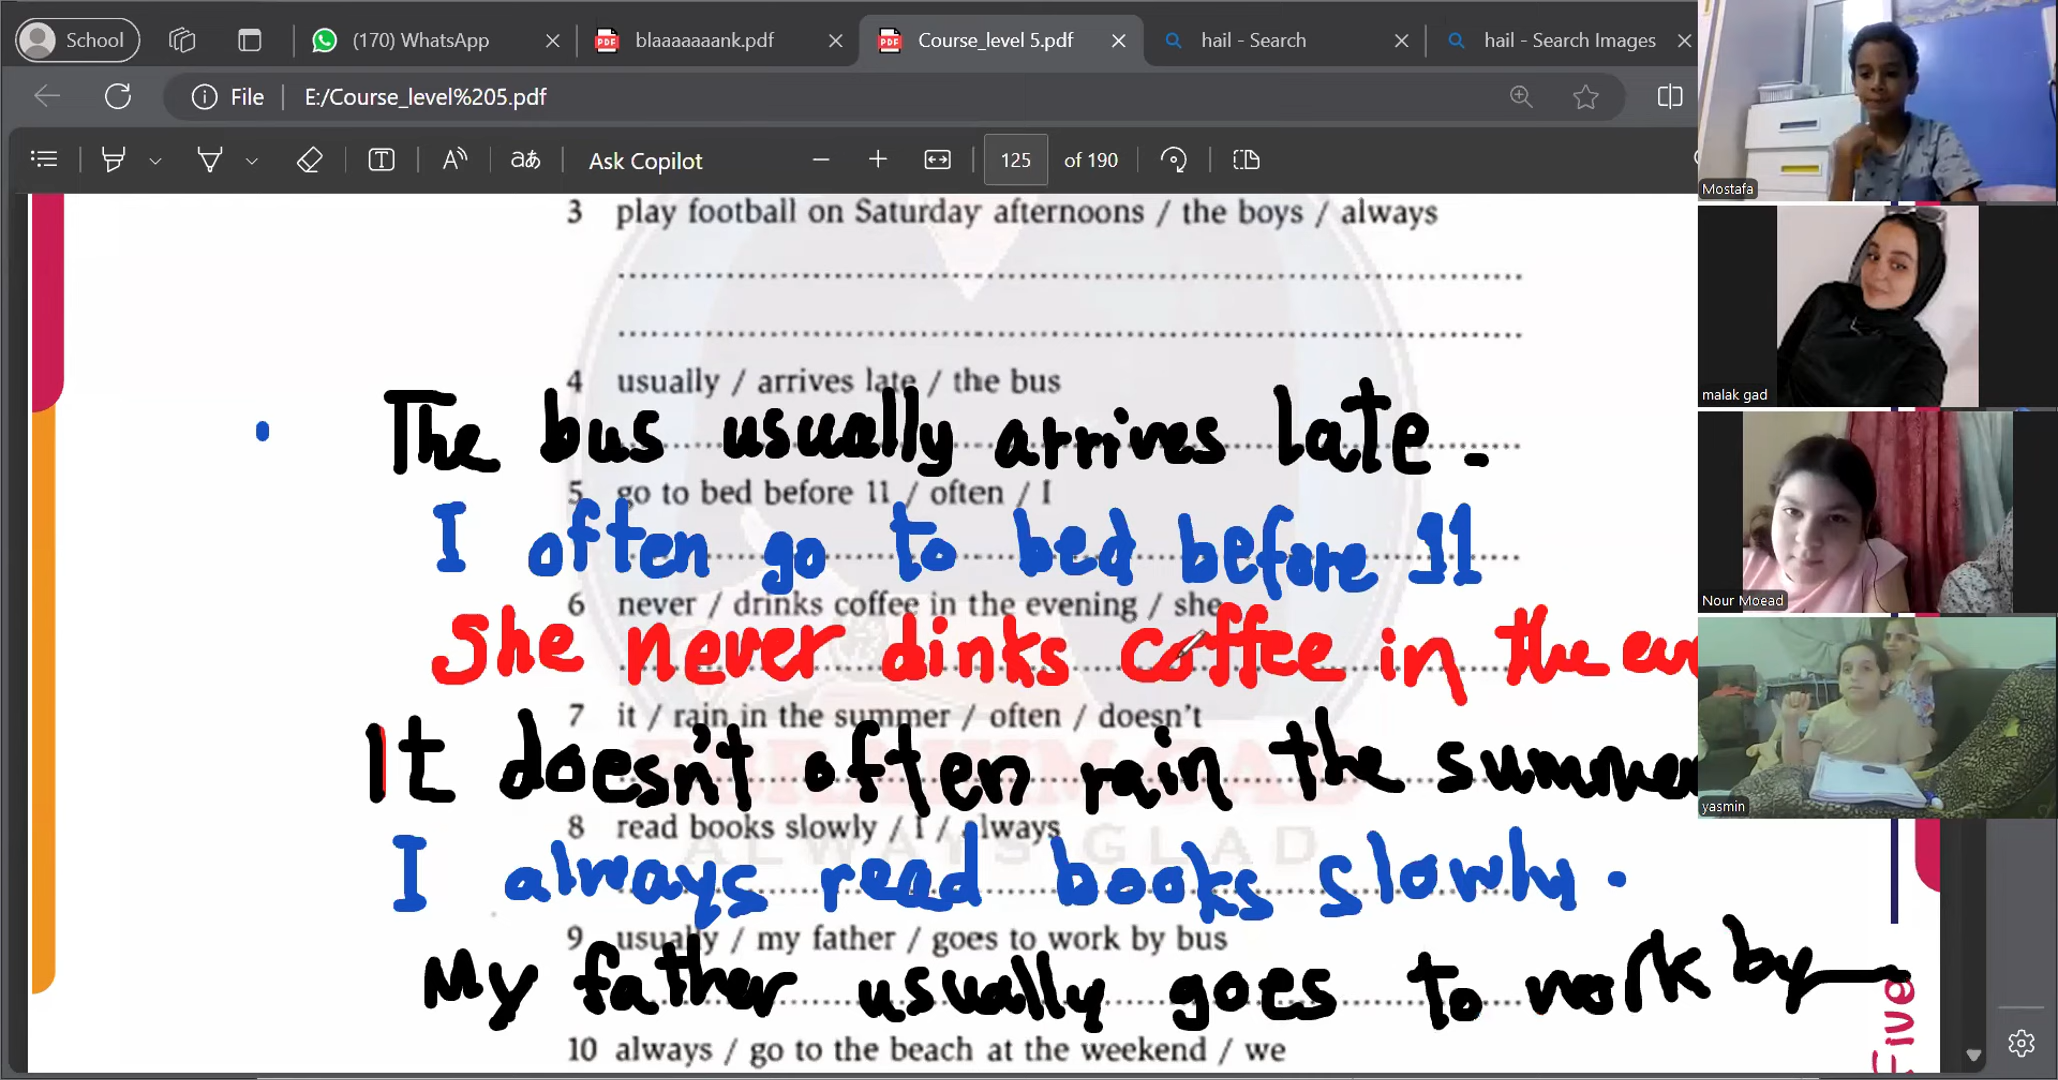 School
(170) WhatsApp
blaaaaaaank.pdf
Course_level 5.pdf
hail - Search
hail - Search Images
File
E:/Course_level%205.pdf
Ask Copilot
125 of 190
3 play football on Saturday afternoons / the boys / always
4 usually / arrives late / the bus
The bus usually arrives late.
5 go to bed before 11 / often / I
I often go to bed before 11
6 never / drinks coffee in the evening / she
She never dinks coffee in the
7 it / rain in the summer / often / doesn't
It doesn't often rain the summer
8 read books slowly / I / always
I always read books slowly.
ALWAYS GLAD
9 usually / my father / goes to work by bus
My father usually goes to work by
10 always / go to the beach at the weekend / we
Five
Mostafa
malak gad
Nour Moead
yasmin